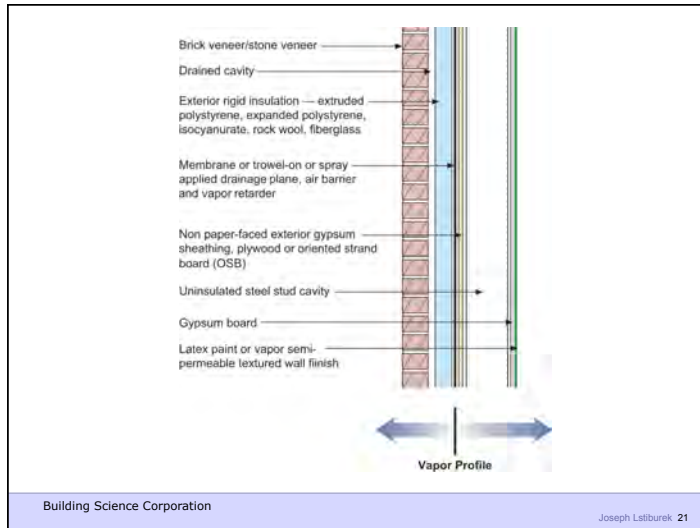 Brick veneer/stone veneer
Drained cavity
Exterior rigid insulation — extruded
polystyrene, expanded polystyrene,
isocyanurate, rock wool, fiberglass
Membrane or trowel-on or spray
applied drainage plane, air barrier
and vapor retarder
Non paper-faced exterior gypsum
sheathing, plywood or oriented strand
board (OSB)
Uninsulated steel stud cavity
Gypsum board
Latex paint or vapor semi-
permeable textured wall fiinish
Vapor Profile
Building Science Corporation
Joseph Lstiburek 21